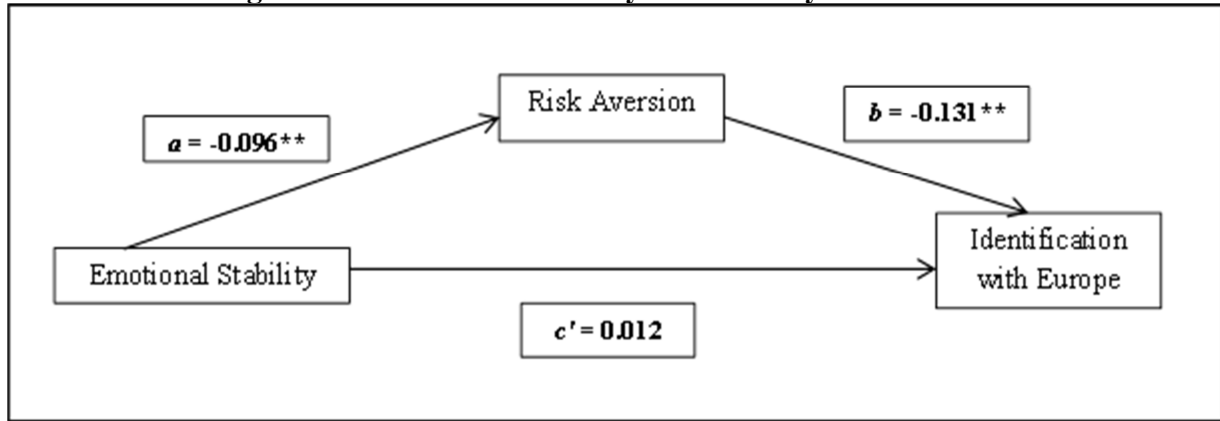 Risk Aversion
b = -0.131**
a = -0.096**
Identification
with Europe
Emotional Stability
c' = 0.012